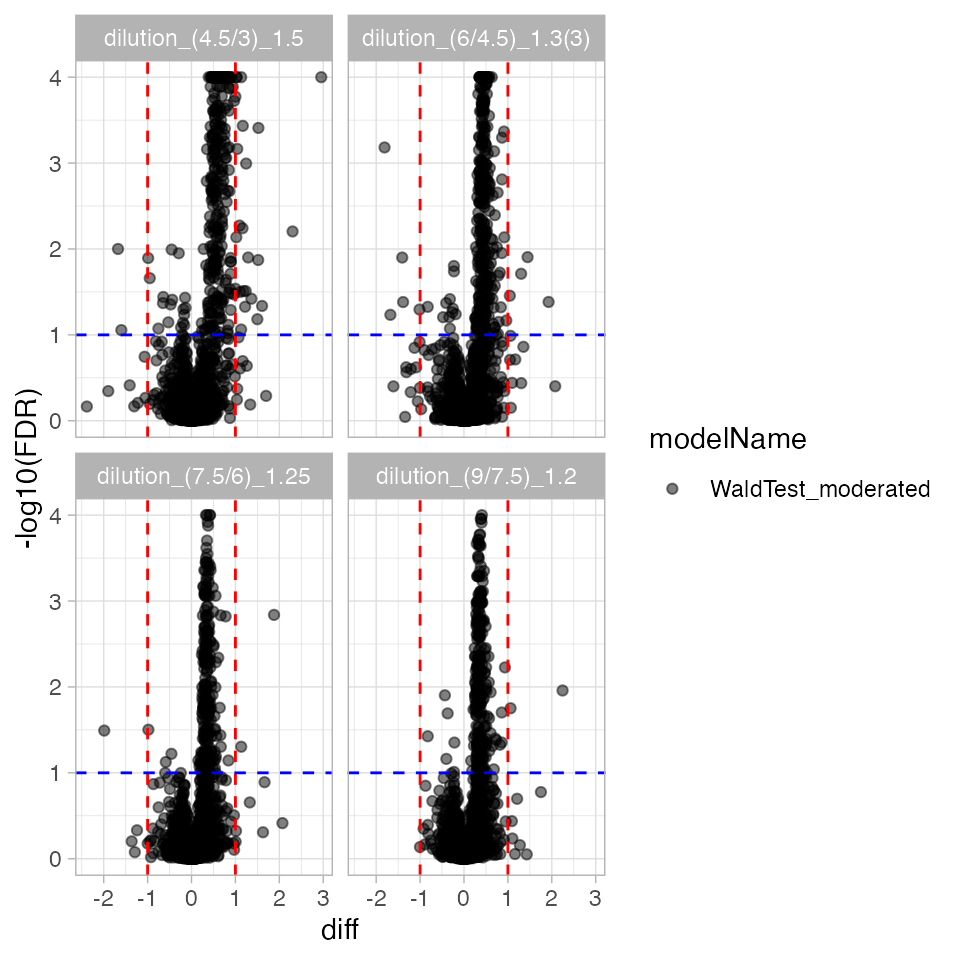 dilution_(4.5/3)_1.5 dilution_(6/4.5)_1.3(3)
4
3
2
1
0
dilution_(7.5/6)_1.25 dilution_(9/7.5)_1.2
4
3
2
1
0
-2 -1 0 1 2 3 -2 -1 0 1 2 3
diff
-log10(FDR)
modelName
WaldTest_moderated